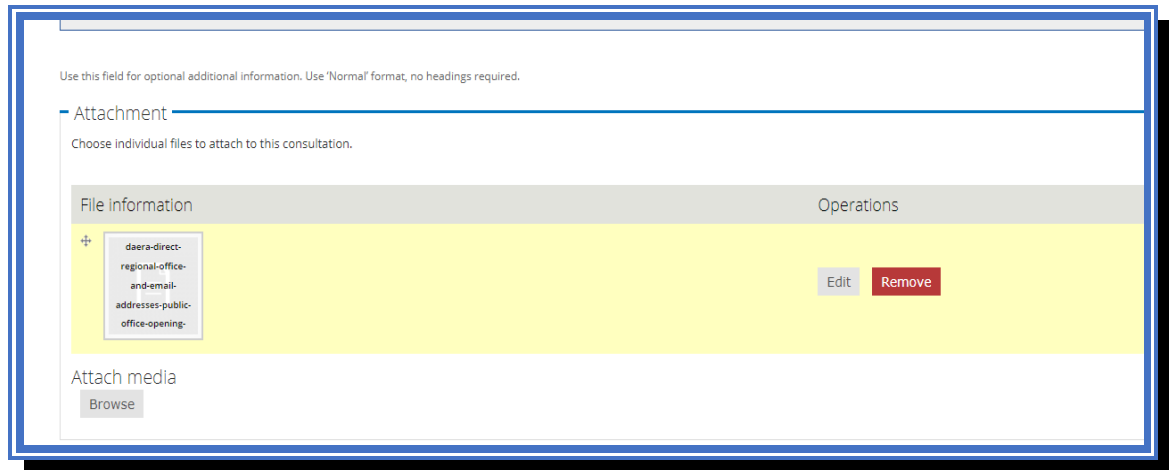 Use this field for optional additional information. Use 'Normal' format, no headings required.
Attachment
Choose individual files to attach to this consultation.
File information
Operations
daera-direct-
regional-office-
and-email-
addresses-public-
office-opening-
Edit
Remove
Attach media
Browse